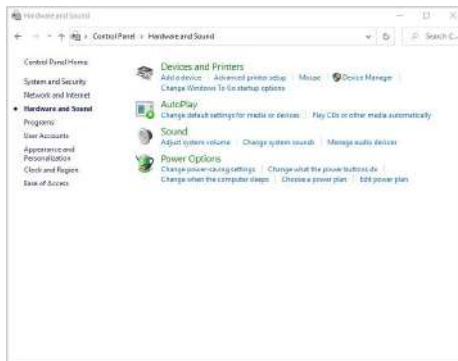 Hardware and Sound
Control Panel > Hardware and Sound
Search C...
Control Panel Home
System and Security
Network and Internet
Hardware and Sound
Programs
User Accounts
Appearance and
Personalization
Clock and Region
Ease of Access
Devices and Printers
Add a device Advanced printer setup Mouse Device Manager
Change Windows To Go startup options
AutoPlay
Change default settings for media or devices Play CDs or other media automatically
Sound
Adjust system volume Change system sounds Manage audio devices
Power Options
Change power-saving settings Change what the power buttons do
Change when the computer sleeps Choose a power plan Edit power plan